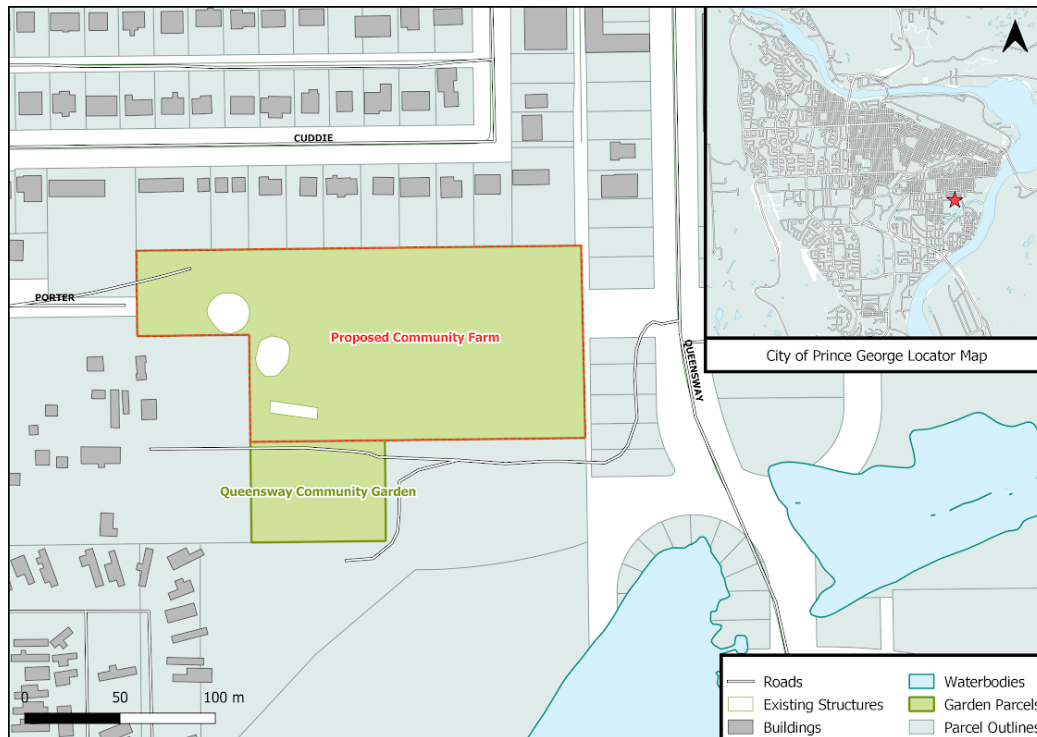 CUDDIE
PORTER
Proposed Community Farm
QUEENSWAY
Queensway Community Garden
City of Prince George Locator Map
0 50 100 m
Roads
Existing Structures
Buildings
Waterbodies
Garden Parcels
Parcel Outlines